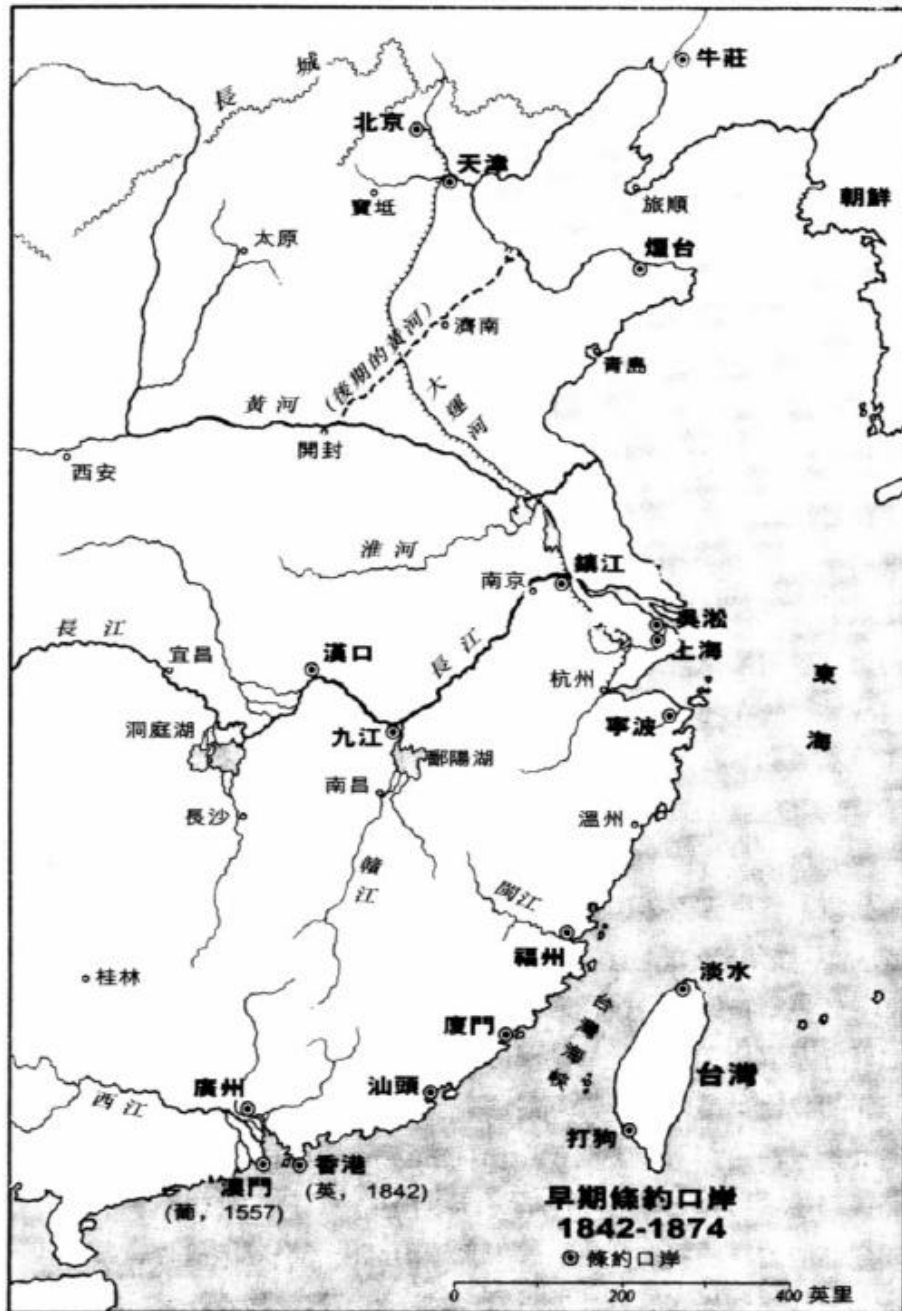 牛莊
長城
北京
天津
寶坻
旅順
朝鮮
太原
煙台
濟南
(後期的黃河)
青島
大運河
黃河
開封
西安
淮河
南京
鎮江
吳淞
上海
長江
宜昌
漢口
長江
杭州
東海
洞庭湖
九江
鄱陽湖
寧波
南昌
長沙
溫州
贛江
閩江
福州
桂林
淡水
廈門
台灣海峽
台灣
廣州
汕頭
西江
打狗
澳門
(葡，1557)
香港
(英，1842)
早期條約口岸
1842-1874
條約口岸
0 200 400 英里